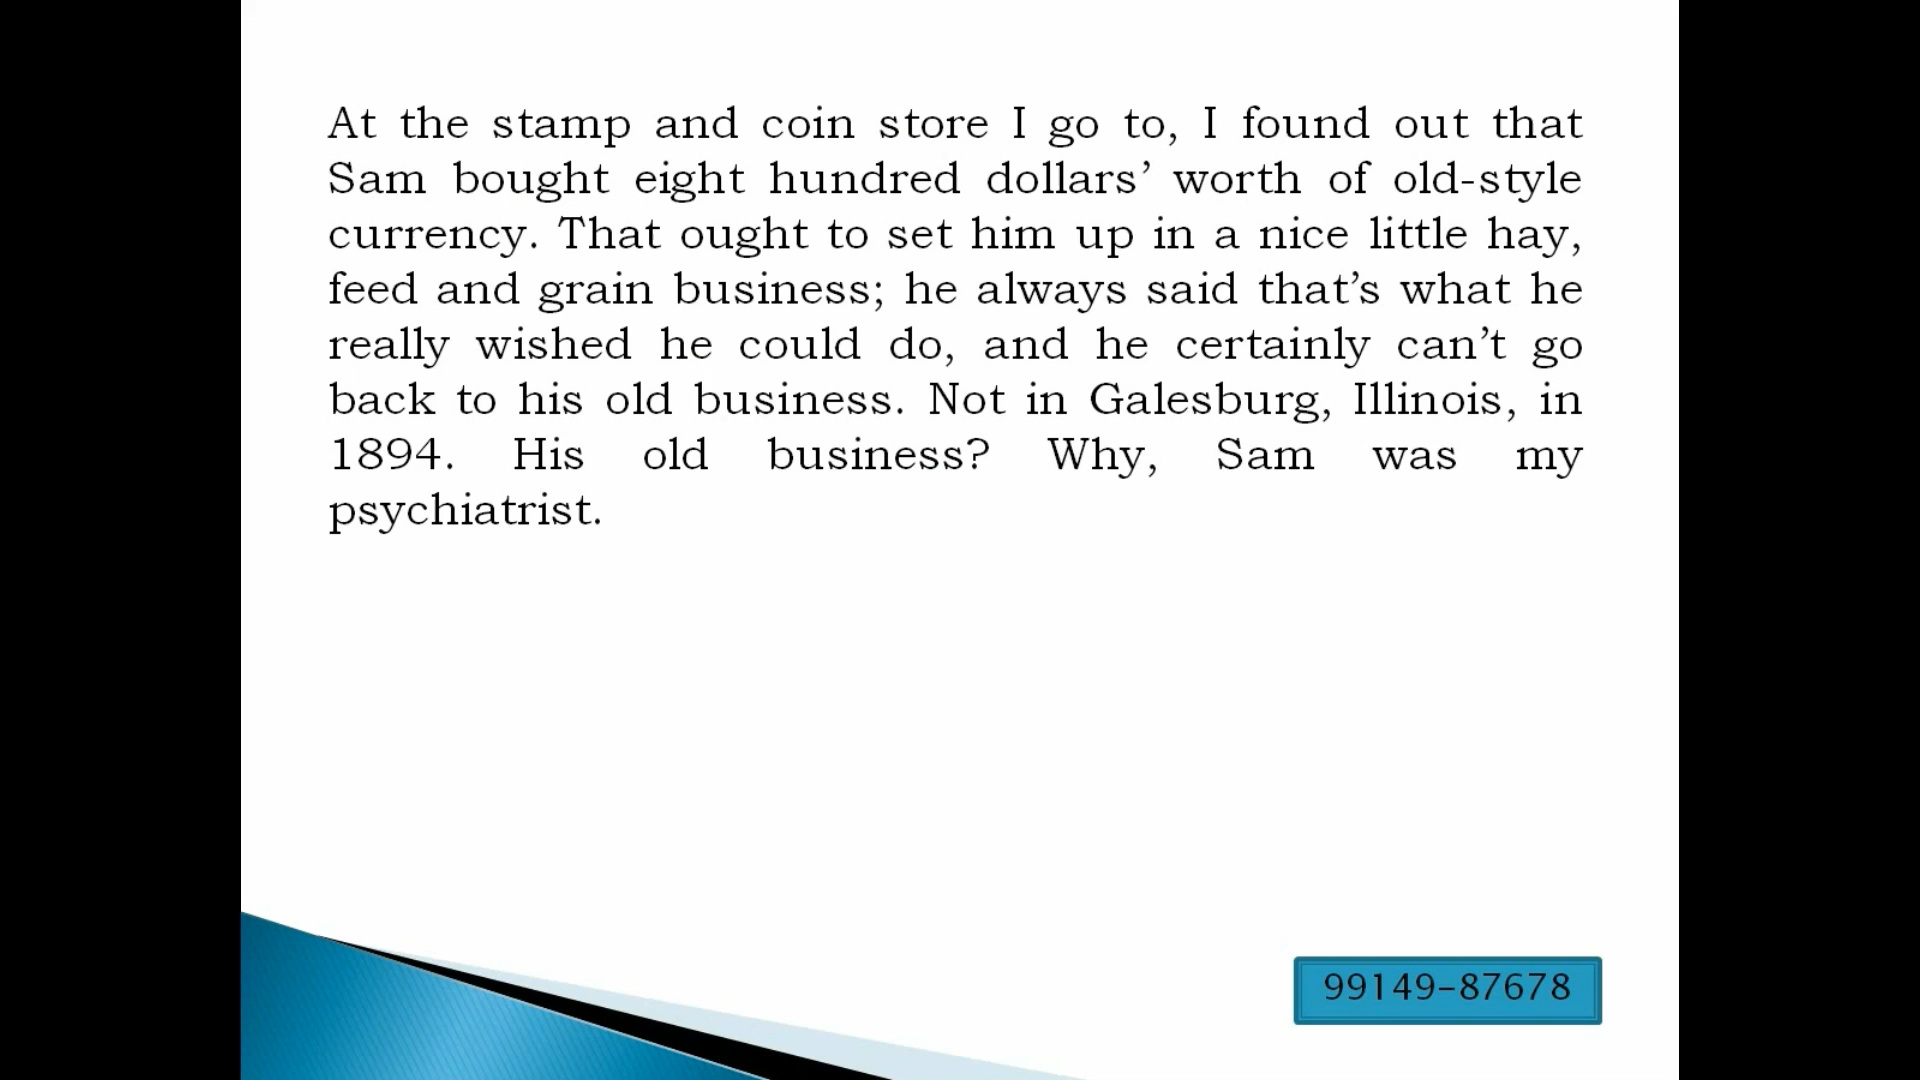 At the stamp and coin store I go to, I found out that
Sam bought eight hundred dollars’ worth of old-style
currency. That ought to set him up in a nice little hay,
feed and grain business; he always said that’s what he
really wished he could do, and he certainly can’t go
back to his old business. Not in Galesburg, Illinois, in
1894. His old business? Why, Sam was my
psychiatrist.
99149–87678